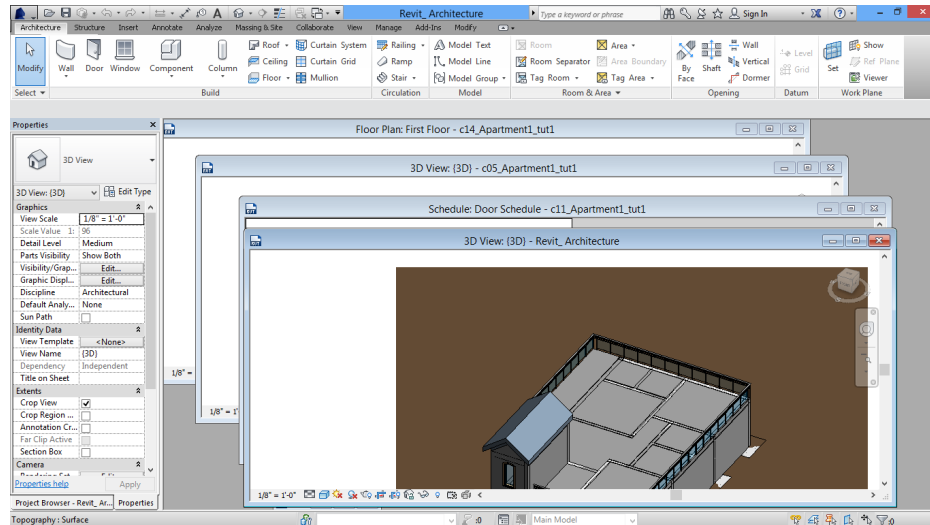 Revit_ Architecture
Type a keyword or phrase
Sign In
Architecture Structure Insert Annotate Analyze Massing & Site Collaborate View Manage Add-Ins Modify
Modify Wall Door Window Component Column
Roof Curtain System
Ceiling Curtain Grid
Floor Mullion
Railing
Ramp
Stair
Model Text
Model Line
Model Group
Room
Room Separator
Tag Room
Area
Area Boundary
Tag Area
By Face
Shaft
Wall
Vertical
Dormer
Level
Grid
Set
Show
Ref Plane
Viewer
Select Build Circulation Model Room & Area Opening Datum Work Plane
Properties
3D View
3D View: {3D} Edit Type
Graphics
View Scale 1/8" = 1'-0"
Scale Value 1: 96
Detail Level Medium
Parts Visibility Show Both
Visibility/Grap... Edit...
Graphic Displ... Edit...
Discipline Architectural
Default Analy... None
Sun Path
Identity Data
View Template <None>
View Name {3D}
Dependency Independent
Title on Sheet
Extents
Crop View
Crop Region ...
Annotation Cr...
Far Clip Active
Section Box
Camera
Properties help Apply
Project Browser - Revit_ Ar... Properties
Floor Plan: First Floor - c14_Apartment1_tut1
1/8" =
3D View: {3D} - c05_Apartment1_tut1
1/8" = 1'
Schedule: Door Schedule - c11_Apartment1_tut1
3D View: {3D} - Revit_ Architecture
1/8" = 1'-0"
Topography : Surface
:0
Main Model
:0